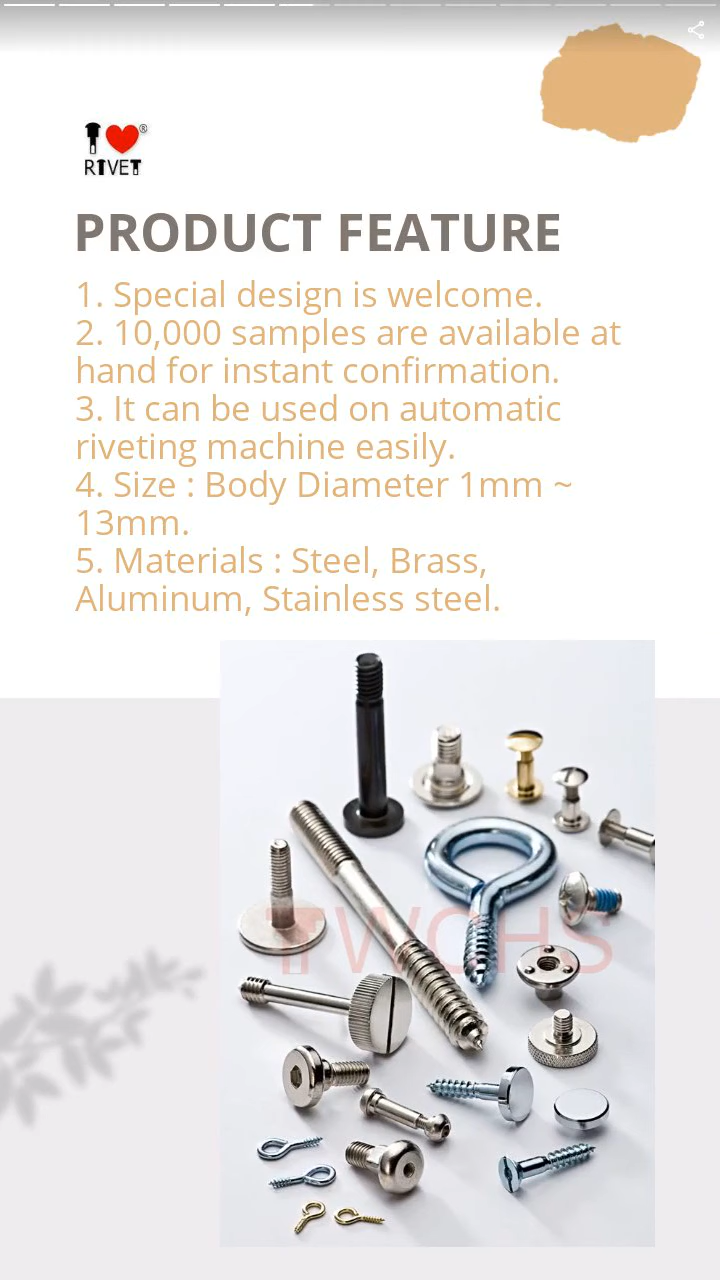 I ❤ ®
RIVET
PRODUCT FEATURE
1. Special design is welcome.
2. 10,000 samples are available at
hand for instant confirmation.
3. It can be used on automatic
riveting machine easily.
4. Size : Body Diameter 1mm ~
13mm.
5. Materials : Steel, Brass,
Aluminum, Stainless steel.
TWCHS